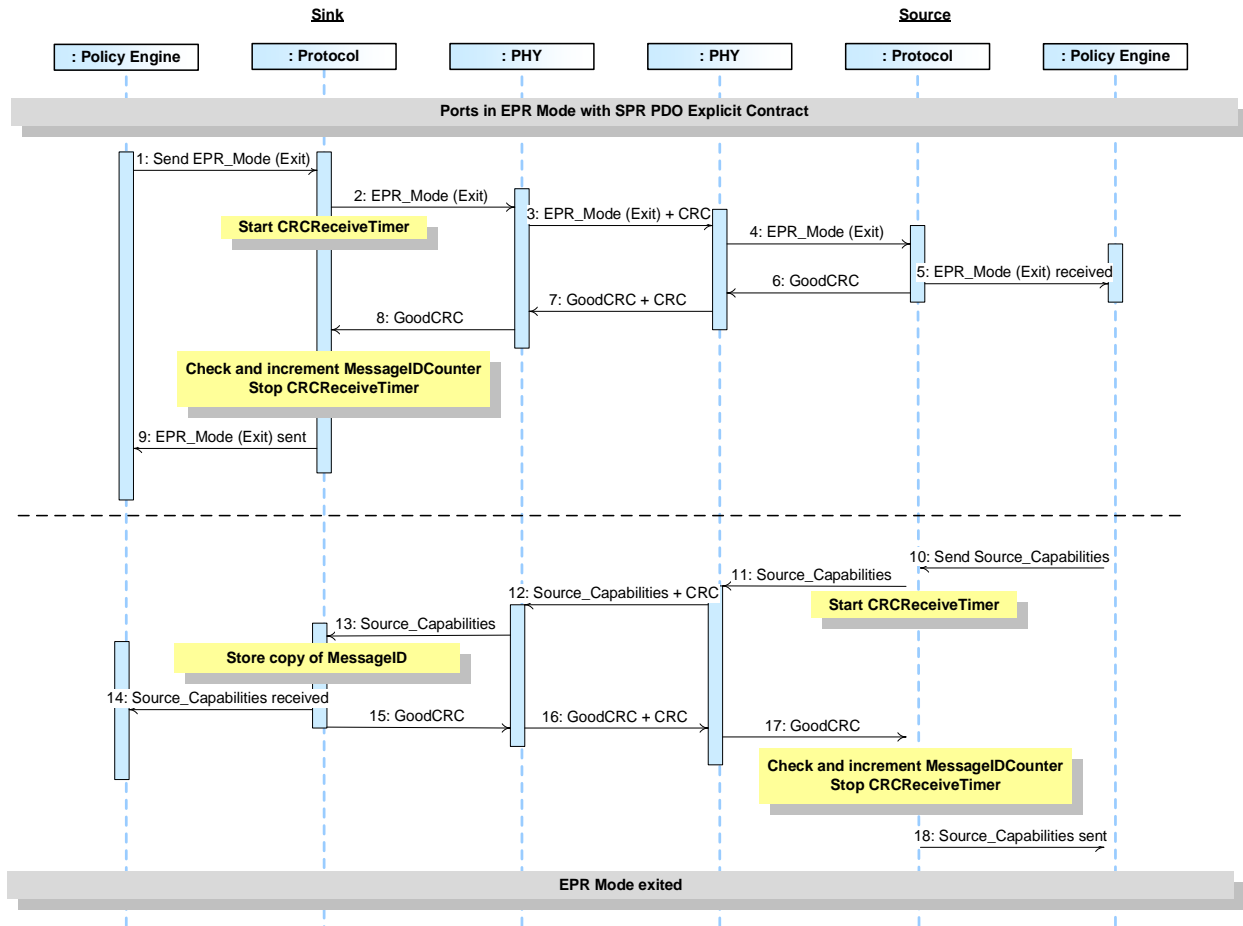 Sink
Source
: Policy Engine
: Protocol
: PHY
: PHY
: Protocol
: Policy Engine
Ports in EPR Mode with SPR PDO Explicit Contract
1: Send EPR_Mode (Exit)
2: EPR_Mode (Exit)
3: EPR_Mode (Exit) + CRC
Start CRCReceiveTimer
4: EPR_Mode (Exit)
5: EPR_Mode (Exit) received
6: GoodCRC
7: GoodCRC + CRC
8: GoodCRC
Check and increment MessageIDCounter
Stop CRCReceiveTimer
9: EPR_Mode (Exit) sent
10: Send Source_Capabilities
11: Source_Capabilities
12: Source_Capabilities + CRC
Start CRCReceiveTimer
13: Source_Capabilities
Store copy of MessageID
14: Source_Capabilities received
15: GoodCRC
16: GoodCRC + CRC
17: GoodCRC
Check and increment MessageIDCounter
Stop CRCReceiveTimer
18: Source_Capabilities sent
EPR Mode exited